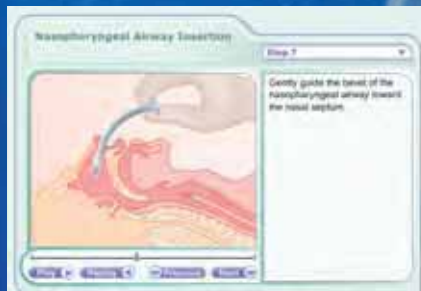 Nasopharyngeal Airway Insertion
Step 7
Gently guide the bevel of the
nasopharyngeal airway toward
the nasal septum
Play
Replay
Previous
Next